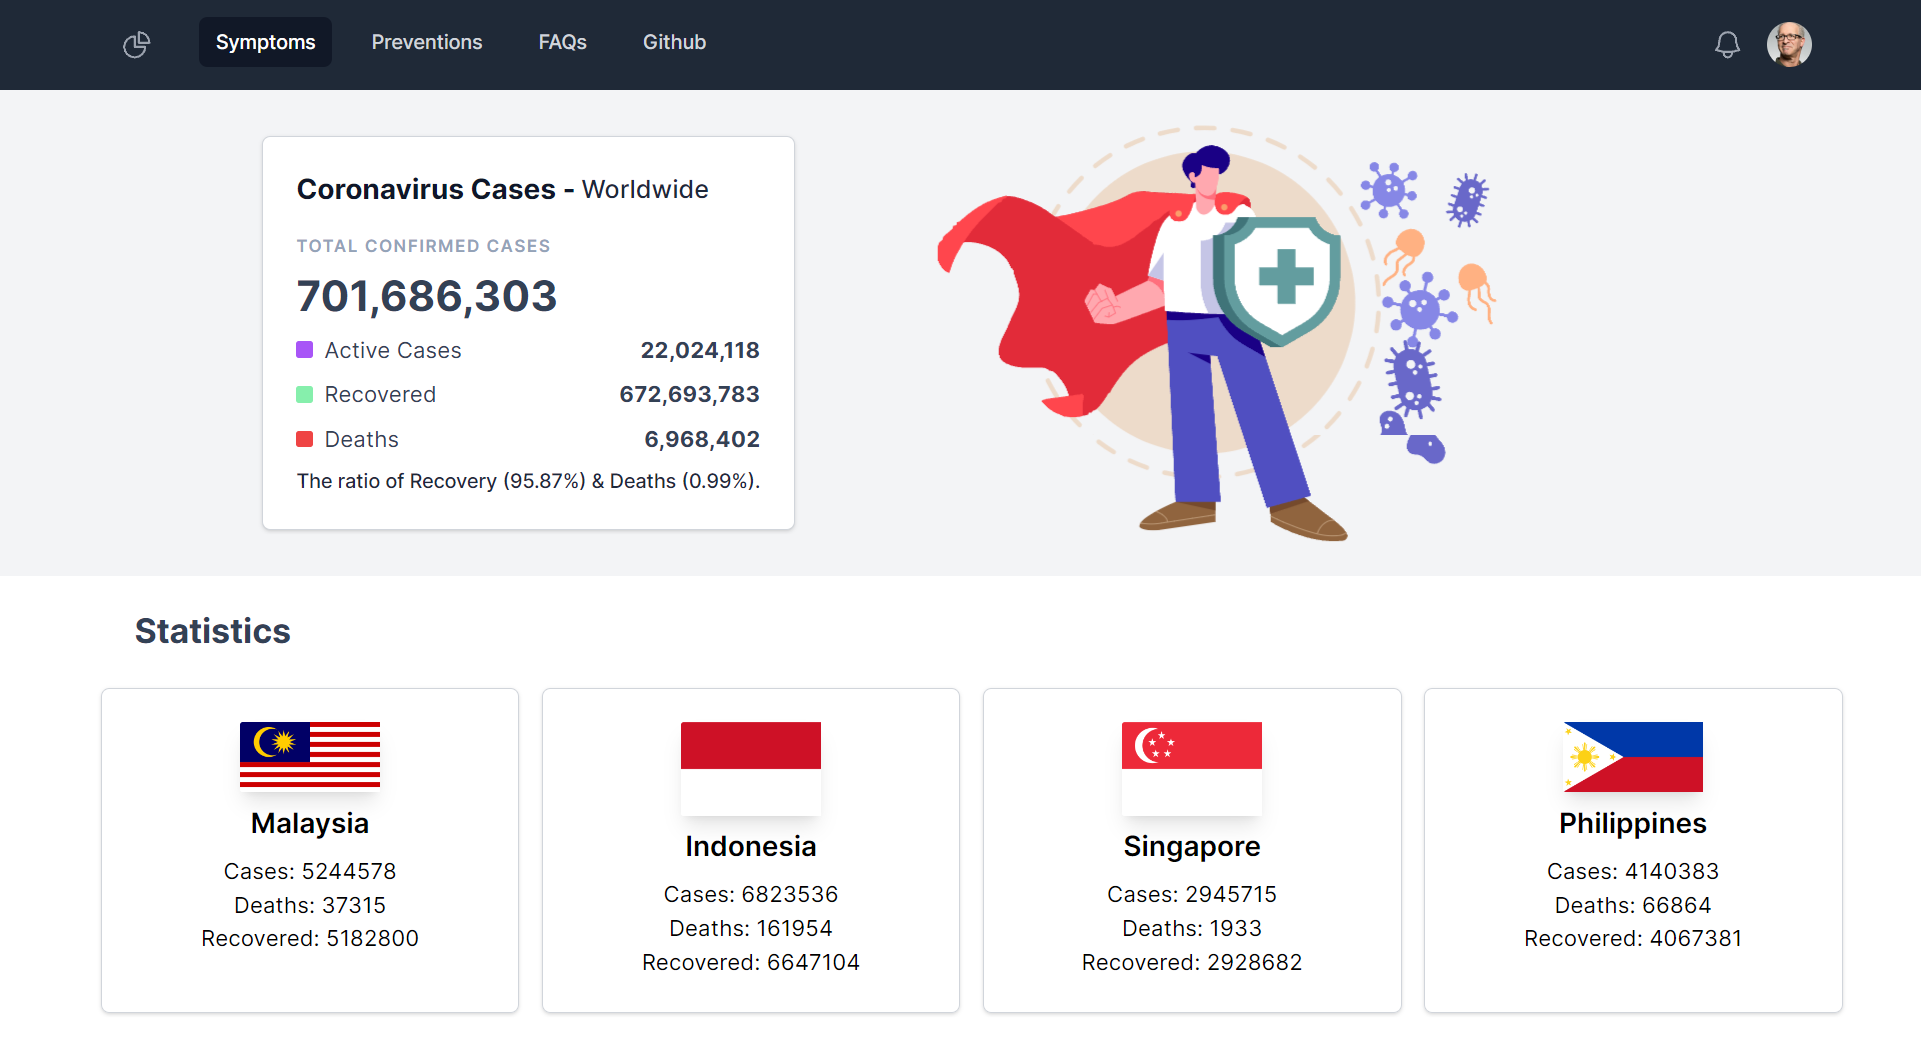 Symptoms Preventions FAQs Github
Coronavirus Cases - Worldwide
TOTAL CONFIRMED CASES
701,686,303
Active Cases 22,024,118
Recovered 672,693,783
Deaths 6,968,402
The ratio of Recovery (95.87%) & Deaths (0.99%).
Statistics
Malaysia
Cases: 5244578
Deaths: 37315
Recovered: 5182800
Indonesia
Cases: 6823536
Deaths: 161954
Recovered: 6647104
Singapore
Cases: 2945715
Deaths: 1933
Recovered: 2928682
Philippines
Cases: 4140383
Deaths: 66864
Recovered: 4067381